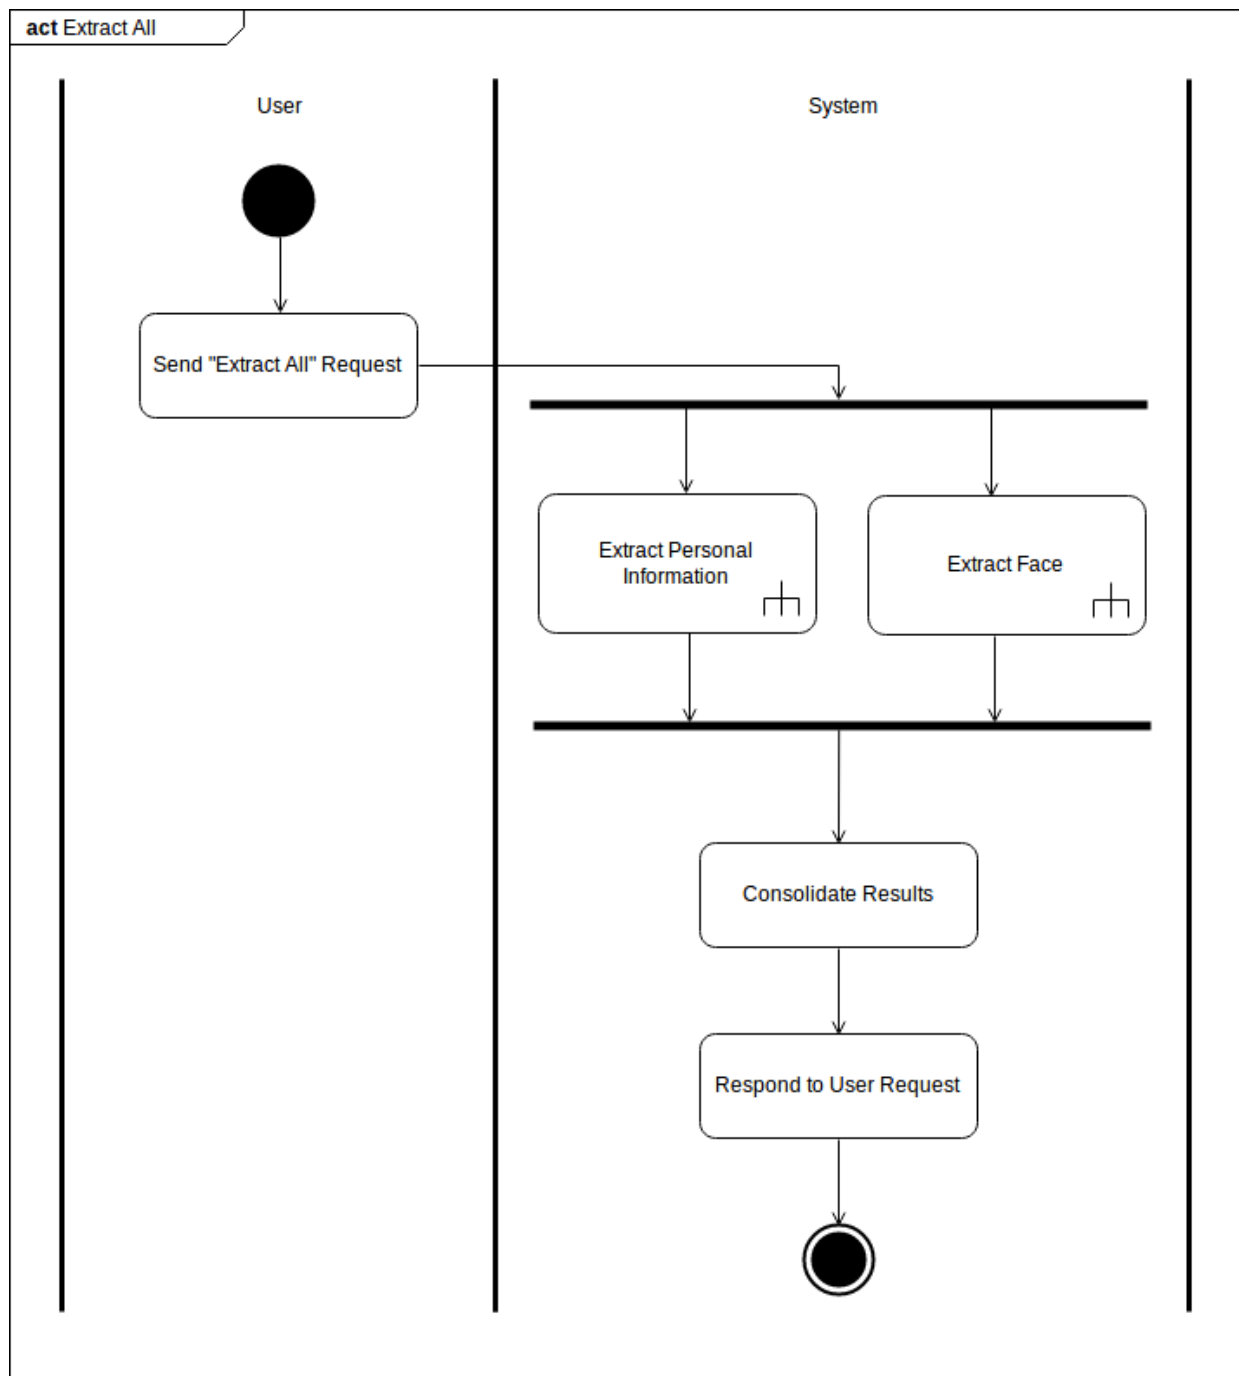 act Extract All
User
System
Send "Extract All" Request
Extract Personal
Information
Extract Face
Consolidate Results
Respond to User Request